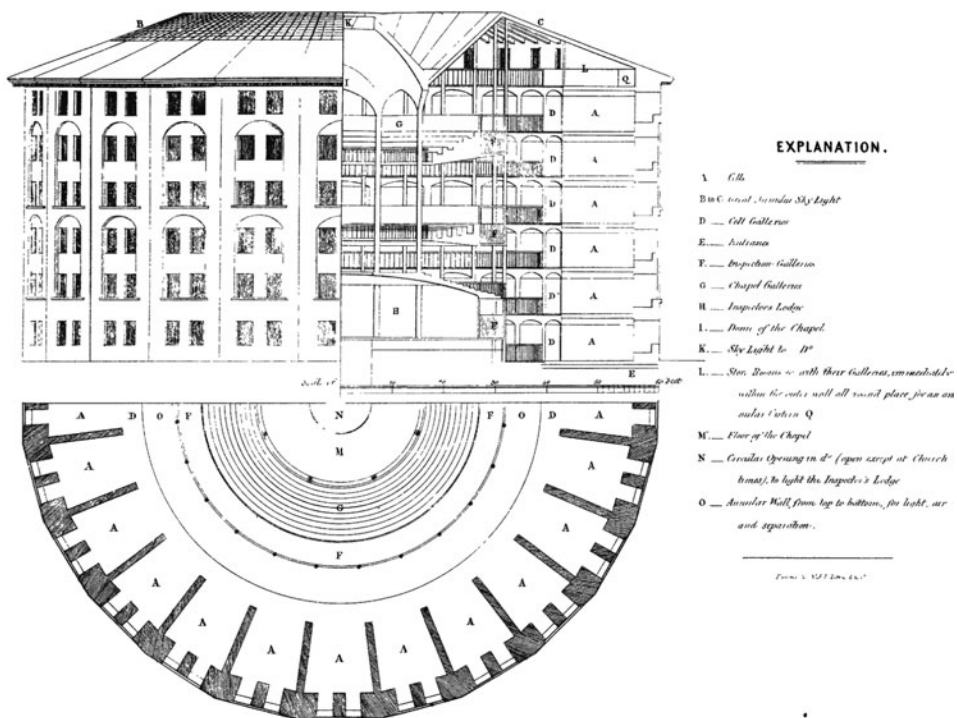 B
K
C
I
L
Q
G
D
A
F
D
A
D
A
F
D
A
H
F
D
A
E
A
D
O
F
N
F
O
D
A
M
A
A
G
F
A
A
A
A
A
A
A
EXPLANATION.
Cells
B to C Sky Light
D Cell Galleries
E Entrance
F Inspection Galleries
G Chapel Galleries
H Inspectors Lodge
I Dome of the Chapel
K Sky Light to D°
L Store Rooms with their Galleries, immediately
within the outer wall all round place for an an
nular Cistern Q
M Floor of the Chapel
N Circular Opening in d° (open except at Church
times), to light the Inspector's Lodge
O Annular Wall, from top to bottom, for light, air
and separation.